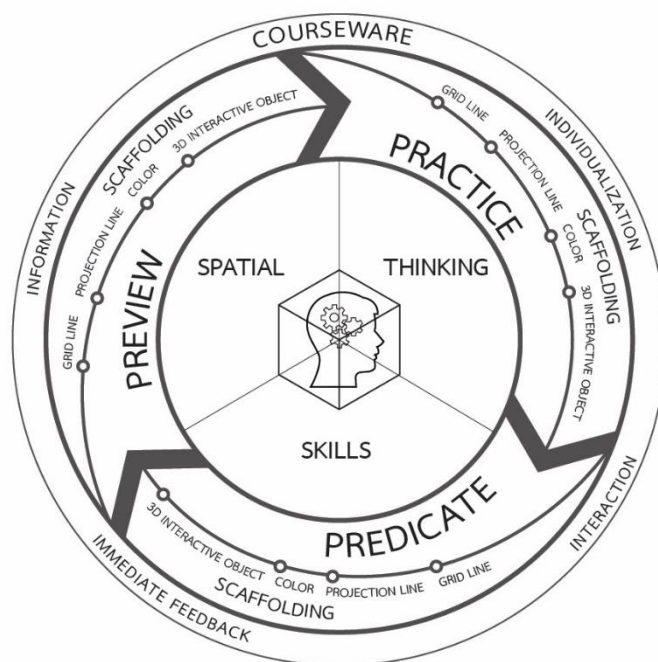 COURSEWARE
INFORMATION
INDIVIDUALIZATION
INTERACTION
IMMEDIATE FEEDBACK
PREVIEW
SCAFFOLDING
GRID LINE
PROJECTION LINE
COLOR
3D INTERACTIVE OBJECT
PRACTICE
SCAFFOLDING
GRID LINE
PROJECTION LINE
COLOR
3D INTERACTIVE OBJECT
PREDICATE
SCAFFOLDING
3D INTERACTIVE OBJECT
COLOR
PROJECTION LINE
GRID LINE
SPATIAL
THINKING
SKILLS